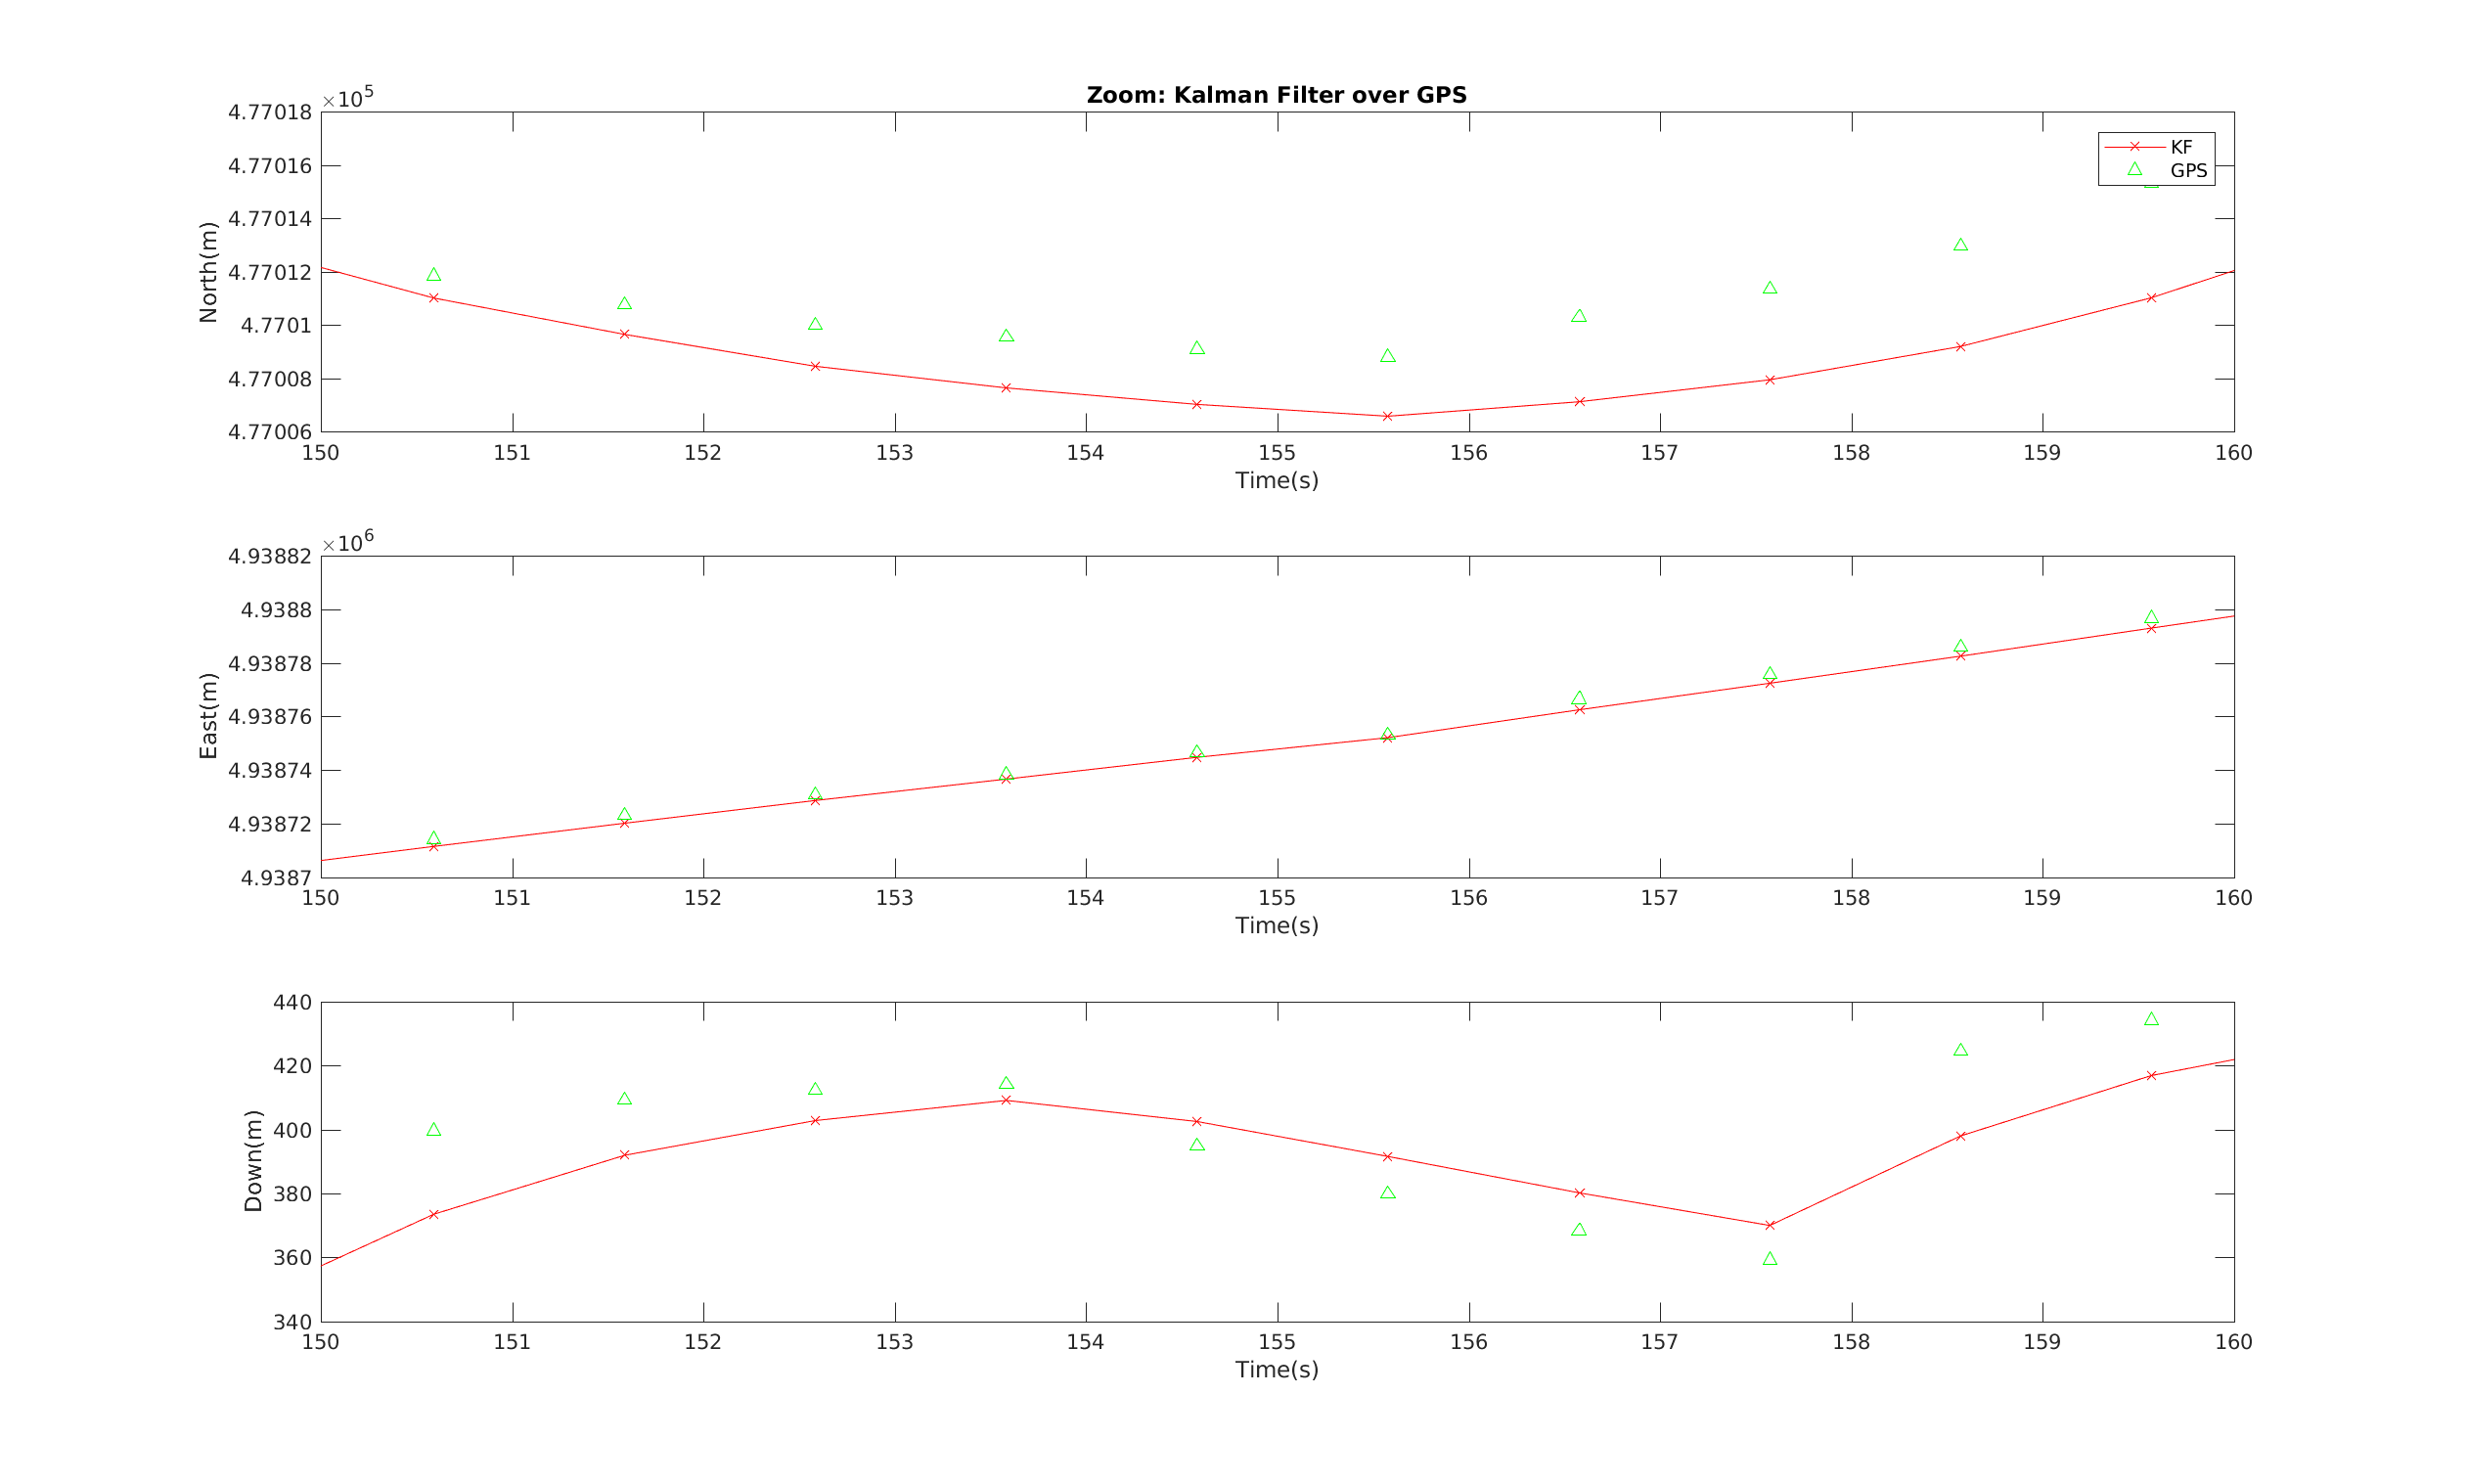 Zoom: Kalman Filter over GPS
×10^5
4.77018
4.77016
4.77014
4.77012
4.7701
4.77008
4.77006
North(m)
KF
GPS
150 151 152 153 154 155 156 157 158 159 160
Time(s)
×10^6
4.93882
4.9388
4.93878
4.93876
4.93874
4.93872
4.9387
East(m)
150 151 152 153 154 155 156 157 158 159 160
Time(s)
440
420
400
380
360
340
Down(m)
150 151 152 153 154 155 156 157 158 159 160
Time(s)